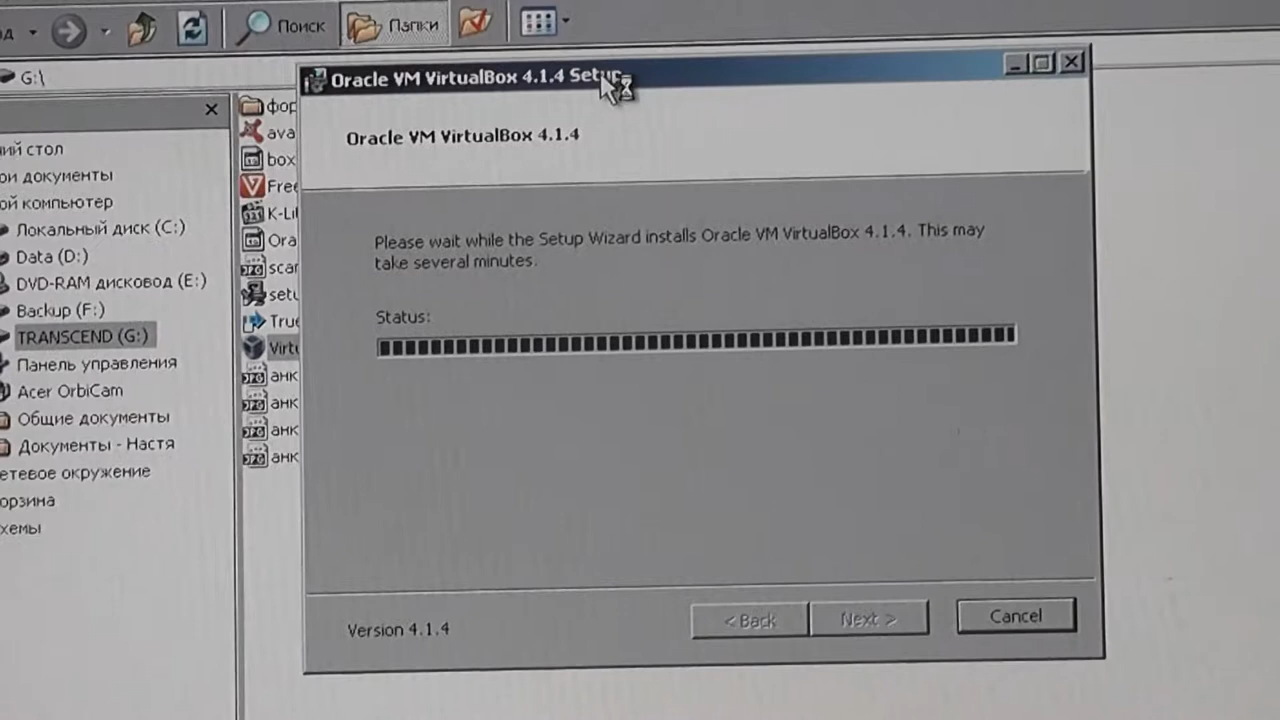 Поиск
Папки
G:\
Oracle VM VirtualBox 4.1.4 Setup
Oracle VM VirtualBox 4.1.4
Please wait while the Setup Wizard installs Oracle VM VirtualBox 4.1.4. This may
take several minutes.
Status:
Version 4.1.4
< Back
Next >
Cancel
ний стол
ои документы
ой компьютер
Локальный диск (C:)
Data (D:)
DVD-RAM дисковод (E:)
Backup (F:)
TRANSCEND (G:)
Панель управления
Acer OrbiCam
Общие документы
Документы - Настя
етевое окружение
орзина
хемы
фор
ava
box
Free
K-Li
Ora
scar
setu
True
Virtu
анк
анк
анк
анк